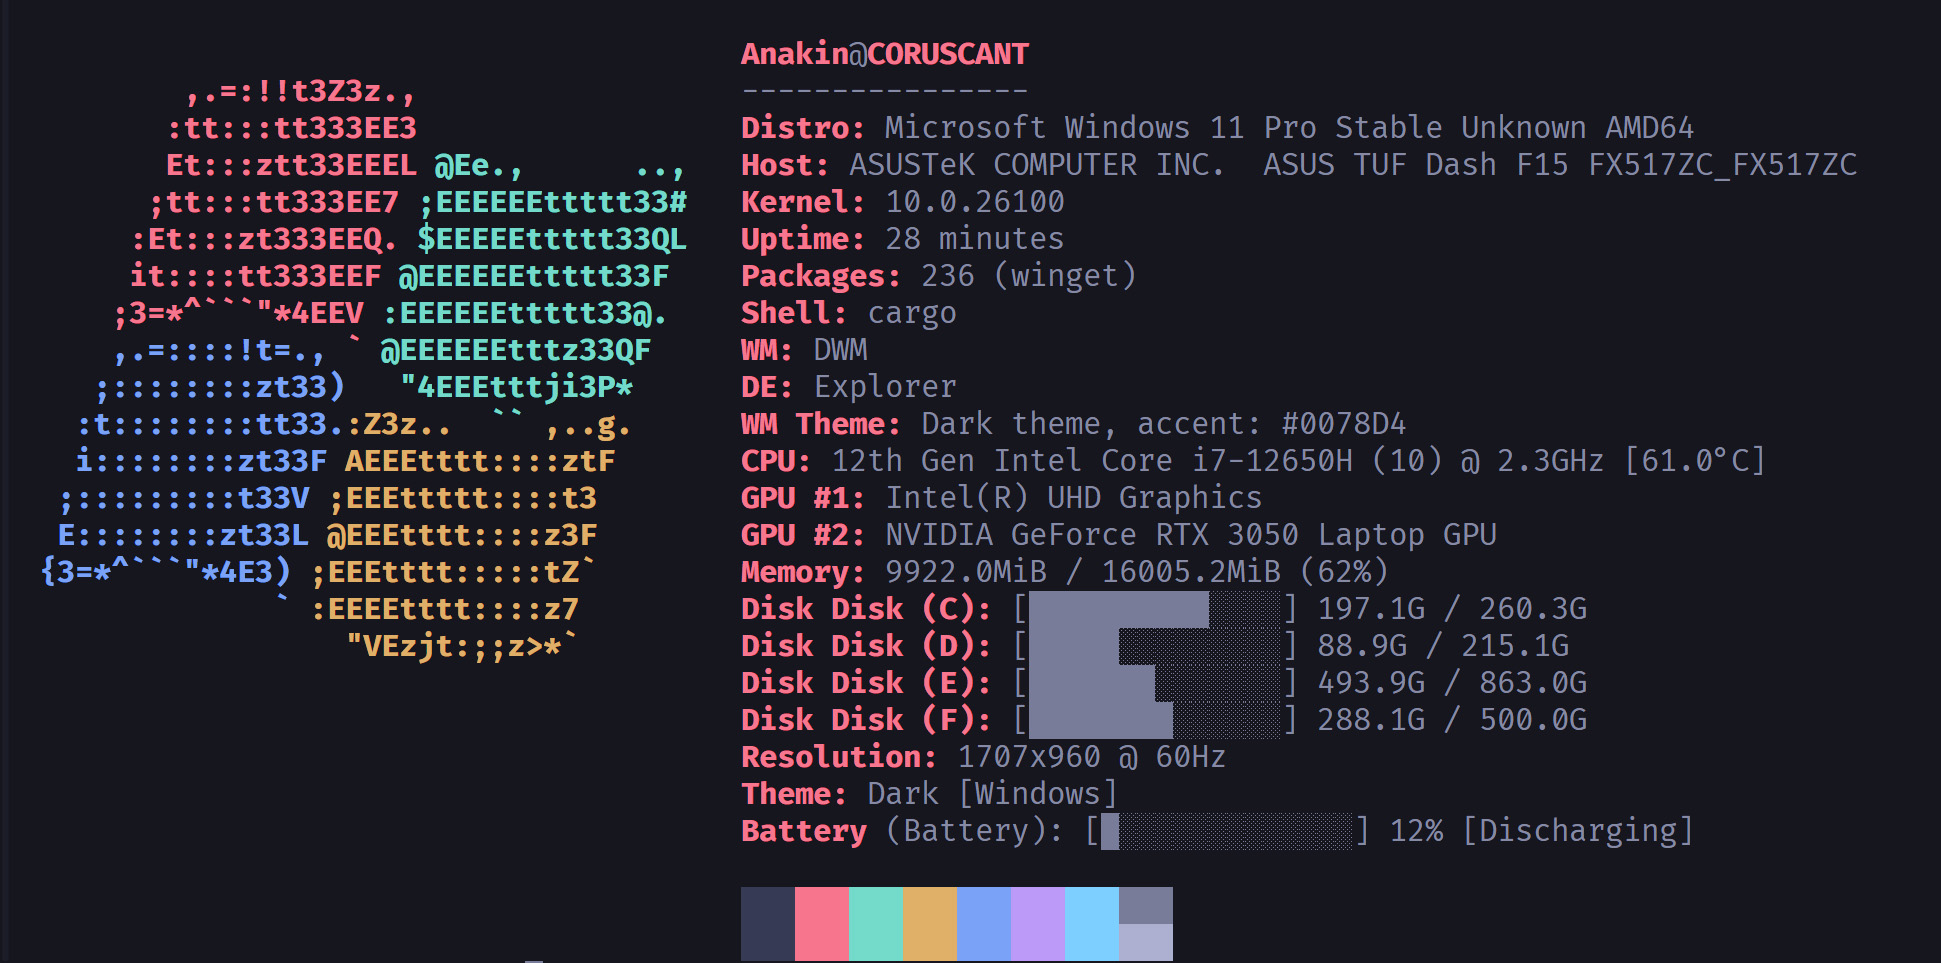 Anakin@CORUSCANT
----------------
Distro: Microsoft Windows 11 Pro Stable Unknown AMD64
Host: ASUSTeK COMPUTER INC.  ASUS TUF Dash F15 FX517ZC_FX517ZC
Kernel: 10.0.26100
Uptime: 28 minutes
Packages: 236 (winget)
Shell: cargo
WM: DWM
DE: Explorer
WM Theme: Dark theme, accent: #0078D4
CPU: 12th Gen Intel Core i7-12650H (10) @ 2.3GHz [61.0°C]
GPU #1: Intel(R) UHD Graphics
GPU #2: NVIDIA GeForce RTX 3050 Laptop GPU
Memory: 9922.0MiB / 16005.2MiB (62%)
Disk Disk (C): [] 197.1G / 260.3G
Disk Disk (D): [] 88.9G / 215.1G
Disk Disk (E): [] 493.9G / 863.0G
Disk Disk (F): [] 288.1G / 500.0G
Resolution: 1707x960 @ 60Hz
Theme: Dark [Windows]
Battery (Battery): [] 12% [Discharging]
,.=:!!t3Z3z.,
:tt:::tt333EE3
Et:::ztt33EEEL @Ee.,      ..,
;tt:::tt333EE7 ;EEEEEEttttt33#
:Et:::zt333EEQ. $EEEEEttttt33QL
it::::tt333EEF @EEEEEEttttt33F
;3=*^```"*4EEV :EEEEEEttttt33@.
,.=::::!t=., ` @EEEEEEtttz33QF
;::::::::zt33)   "4EEEtttji3P*
:t::::::::tt33.:Z3z..  `` ,..g.
i::::::::zt33F AEEEtttt::::ztF
;:::::::::t33V ;EEEttttt::::t3
E::::::::zt33L @EEEtttt::::z3F
{3=*^```"*4E3) ;EEEtttt:::::tZ`
` :EEEEtttt::::z7
"VEzjt:;;z>*`